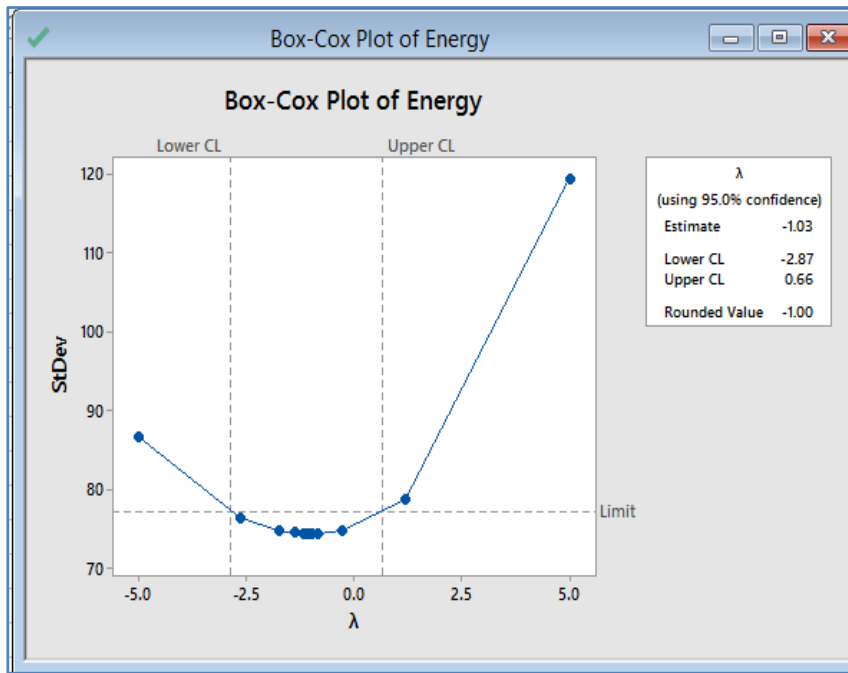 Box-Cox Plot of Energy
Box-Cox Plot of Energy
Lower CL Upper CL
120
110
100
90
80
70
StDev
Limit
-5.0 -2.5 0.0 2.5 5.0
λ
λ
(using 95.0% confidence)
Estimate -1.03
Lower CL -2.87
Upper CL 0.66
Rounded Value -1.00